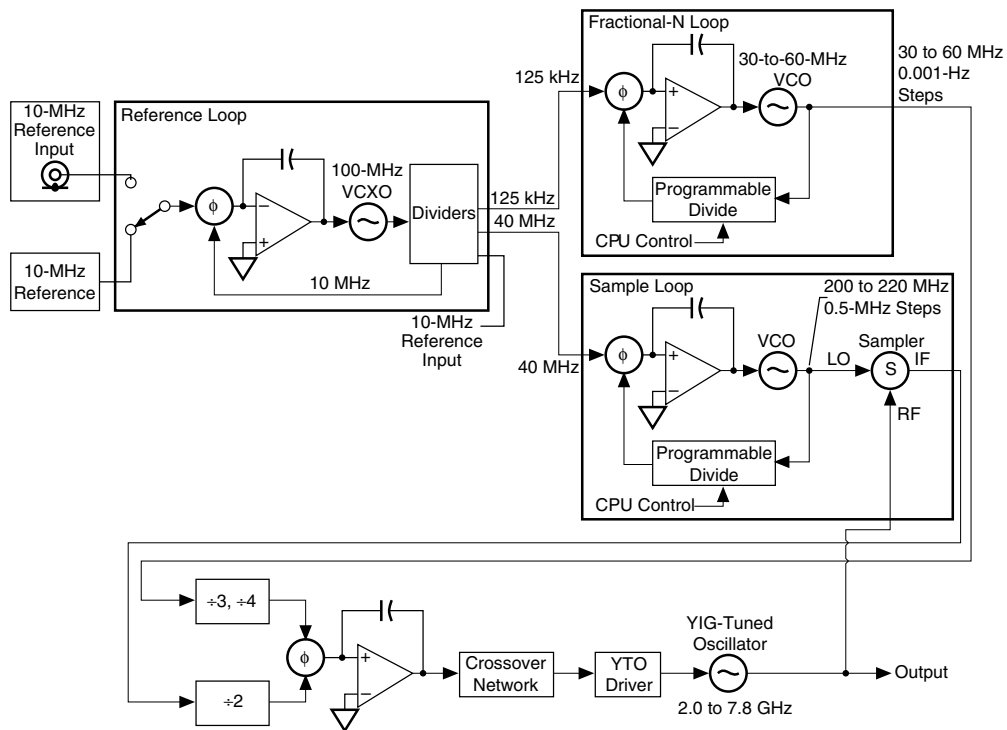 Fractional-N Loop
30-to-60-MHz
VCO
125 kHz
ϕ
+
−
Programmable
Divide
CPU Control
30 to 60 MHz
0.001-Hz
Steps
10-MHz
Reference
Input
10-MHz
Reference
Reference Loop
ϕ
−
+
100-MHz
VCXO
Dividers
125 kHz
40 MHz
10 MHz
10-MHz
Reference
Input
Sample Loop
200 to 220 MHz
0.5-MHz Steps
40 MHz
ϕ
+
−
VCO
LO
Sampler
S
IF
RF
Programmable
Divide
CPU Control
÷3, ÷4
÷2
ϕ
+
−
Crossover
Network
YTO
Driver
YIG-Tuned
Oscillator
2.0 to 7.8 GHz
Output